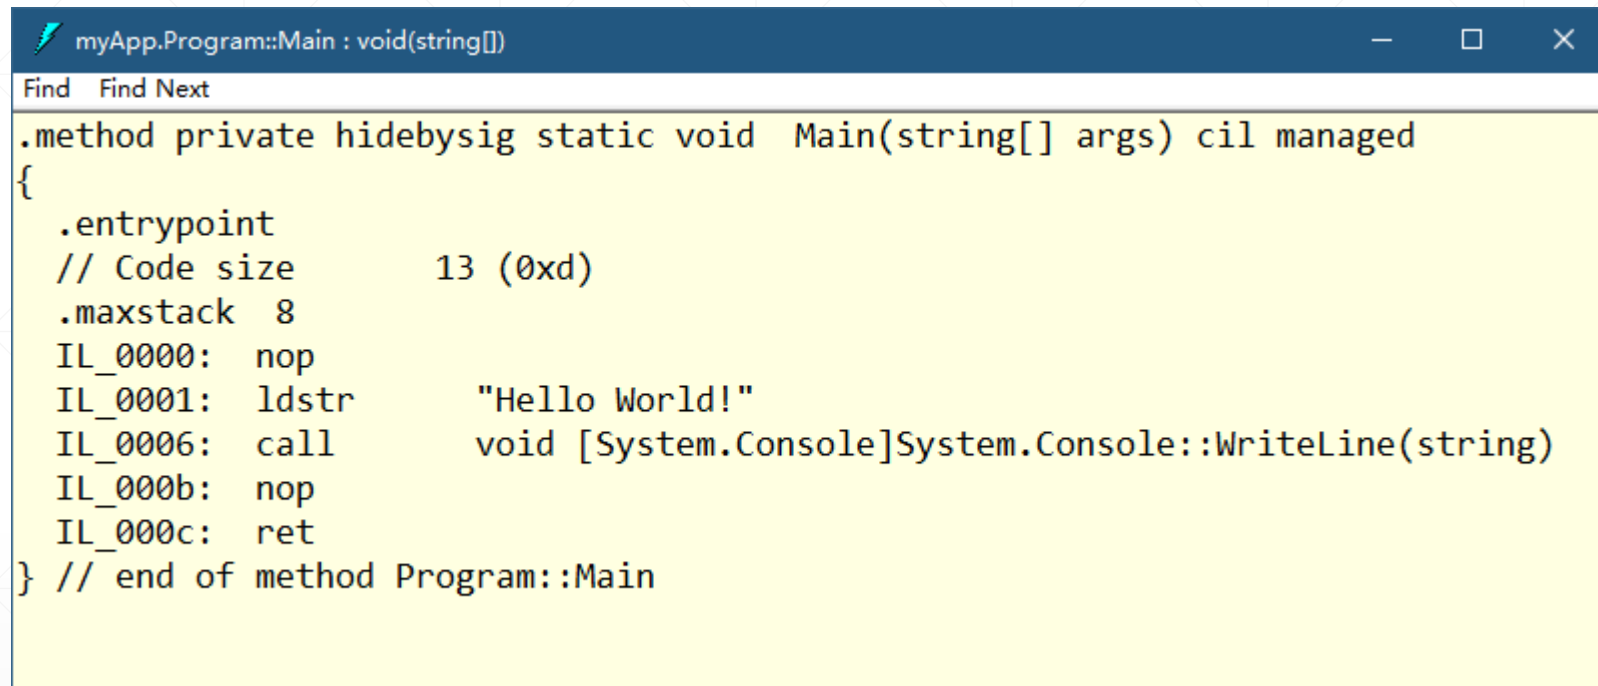 myApp.Program::Main : void(string[])
Find Find Next
.method private hidebysig static void  Main(string[] args) cil managed
{
  .entrypoint
  // Code size       13 (0xd)
  .maxstack  8
  IL_0000:  nop
  IL_0001:  ldstr      "Hello World!"
  IL_0006:  call       void [System.Console]System.Console::WriteLine(string)
  IL_000b:  nop
  IL_000c:  ret
} // end of method Program::Main